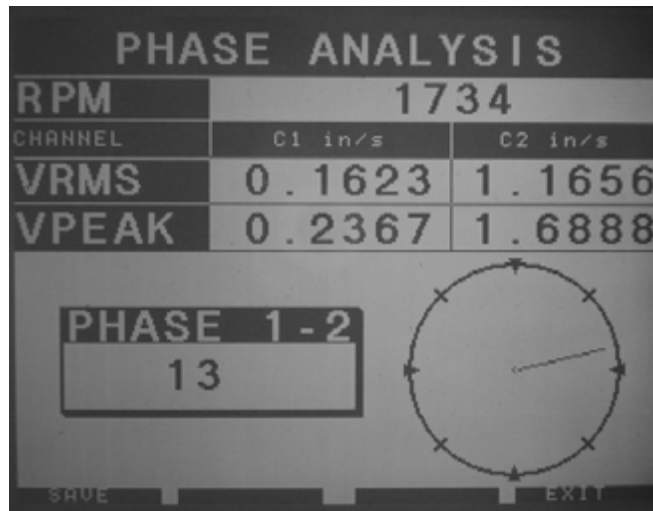 PHASE ANALYSIS
RPM 1734
CHANNEL C1 in/s C2 in/s
VRMS 0.1623 1.1656
VPEAK 0.2367 1.6888
PHASE 1-2
13
SAVE EXIT